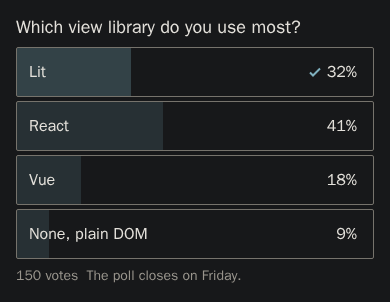 Which view library do you use most?
Lit ✓ 32%
React 41%
Vue 18%
None, plain DOM 9%
150 votes The poll closes on Friday.